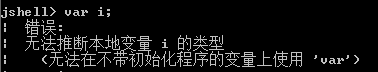 jshell> var i;
|  错误:
|  无法推断本地变量 i 的类型
|    (无法在不带初始化程序的变量上使用 'var')